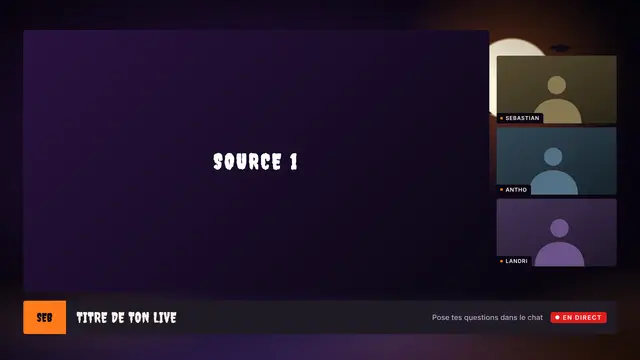 SOURCE 1
SEBASTIAN
ANTHO
LANDRI
SEB
TITRE DE TON LIVE
Pose tes questions dans le chat
EN DIRECT